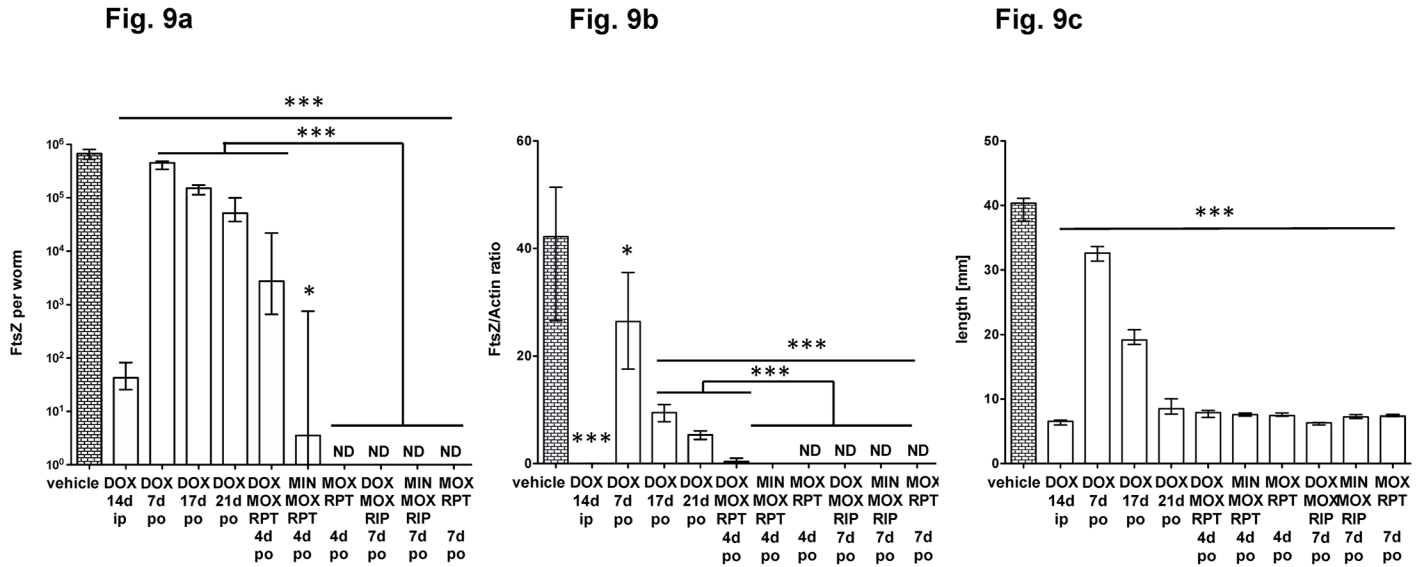 Fig. 9a
Fig. 9b
Fig. 9c
***
***
*
FtsZ per worm
10⁶
10⁵
10⁴
10³
10²
10¹
10⁰
ND ND ND ND
vehicle DOX DOX DOX DOX DOX MIN MOX DOX MIN MOX
14d 7d 17d 21d MOX MOX RPT MOX MOX RPT
ip po po po RPT RPT RIP RIP
4d 4d 4d 7d 7d 7d
po po po po po po
*
***
***
***
FtsZ/Actin ratio
60
40
20
0
ND ND ND ND
vehicle DOX DOX DOX DOX DOX MIN MOX DOX MIN MOX
14d 7d 17d 21d MOX MOX RPT MOX MOX RPT
ip po po po RPT RPT RIP RIP
4d 4d 4d 7d 7d 7d
po po po po po po
***
length [mm]
50
40
30
20
10
0
vehicle DOX DOX DOX DOX DOX MIN MOX DOX MIN MOX
14d 7d 17d 21d MOX MOX RPT MOX MOX RPT
ip po po po RPT RPT RIP RIP
4d 4d 4d 7d 7d 7d
po po po po po po